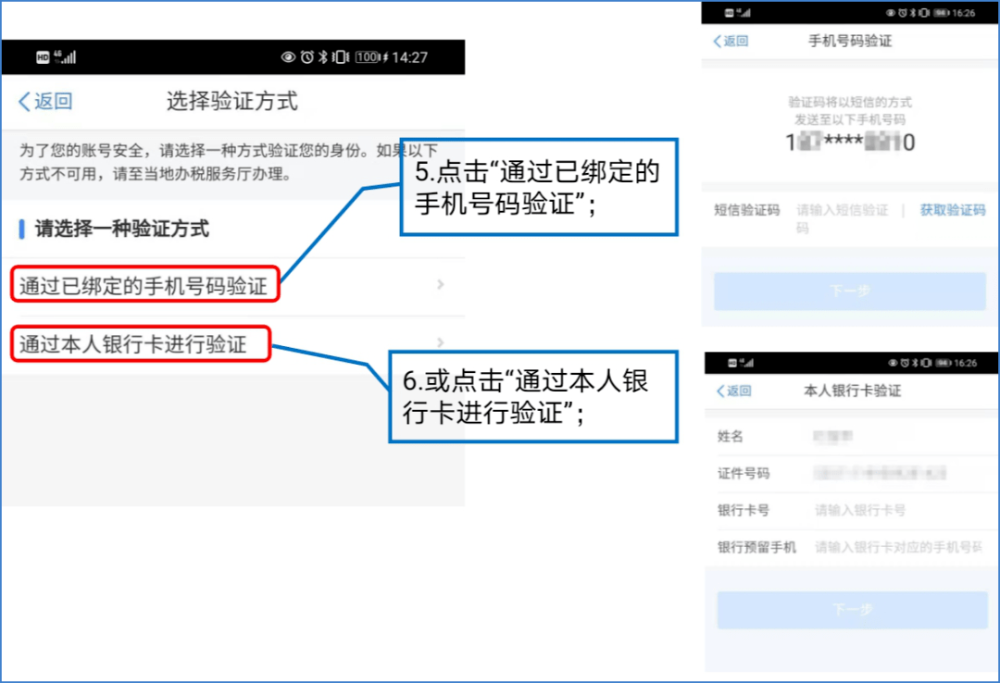 HD 4G 100 14:27
返回
选择验证方式
为了您的账号安全，请选择一种方式验证您的身份。如果以下
方式不可用，请至当地办税服务厅办理。
请选择一种验证方式
通过已绑定的手机号码验证
通过本人银行卡进行验证
5.点击“通过已绑定的
手机号码验证”；
6.或点击“通过本人银
行卡进行验证”；
16:26
返回
手机号码验证
验证码将以短信的方式
发送至以下手机号码
短信验证码
请输入短信验证
码
获取验证码
下一步
16:26
返回
本人银行卡验证
姓名
证件号码
银行卡号
请输入银行卡号
银行预留手机
请输入银行卡对应的手机号码
下一步